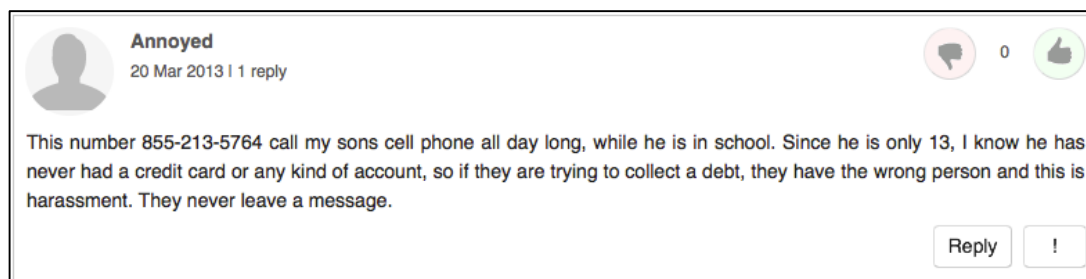 Annoyed
20 Mar 2013 | 1 reply
0
This number 855-213-5764 call my sons cell phone all day long, while he is in school. Since he is only 13, I know he has
never had a credit card or any kind of account, so if they are trying to collect a debt, they have the wrong person and this is
harassment. They never leave a message.
Reply !